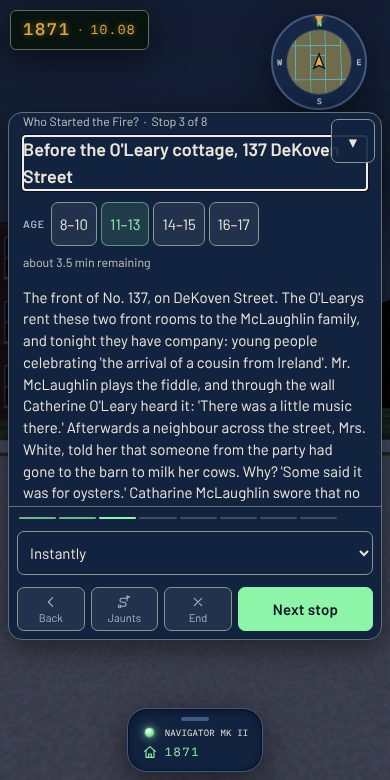 1871 · 10.08
N
W E
S
Who Started the Fire? · Stop 3 of 8
Before the O'Leary cottage, 137 DeKoven
Street
AGE 8–10 11–13 14–15 16–17
about 3.5 min remaining
The front of No. 137, on DeKoven Street. The O'Learys
rent these two front rooms to the McLaughlin family,
and tonight they have company: young people
celebrating 'the arrival of a cousin from Ireland'. Mr.
McLaughlin plays the fiddle, and through the wall
Catherine O'Leary heard it: 'There was a little music
there.' Afterwards a neighbour across the street, Mrs.
White, told her that someone from the party had
gone to the barn to milk her cows. Why? 'Some said it
was for oysters.' Catharine McLaughlin swore that no
Instantly
Back Jaunts End Next stop
NAVIGATOR MK II
1871